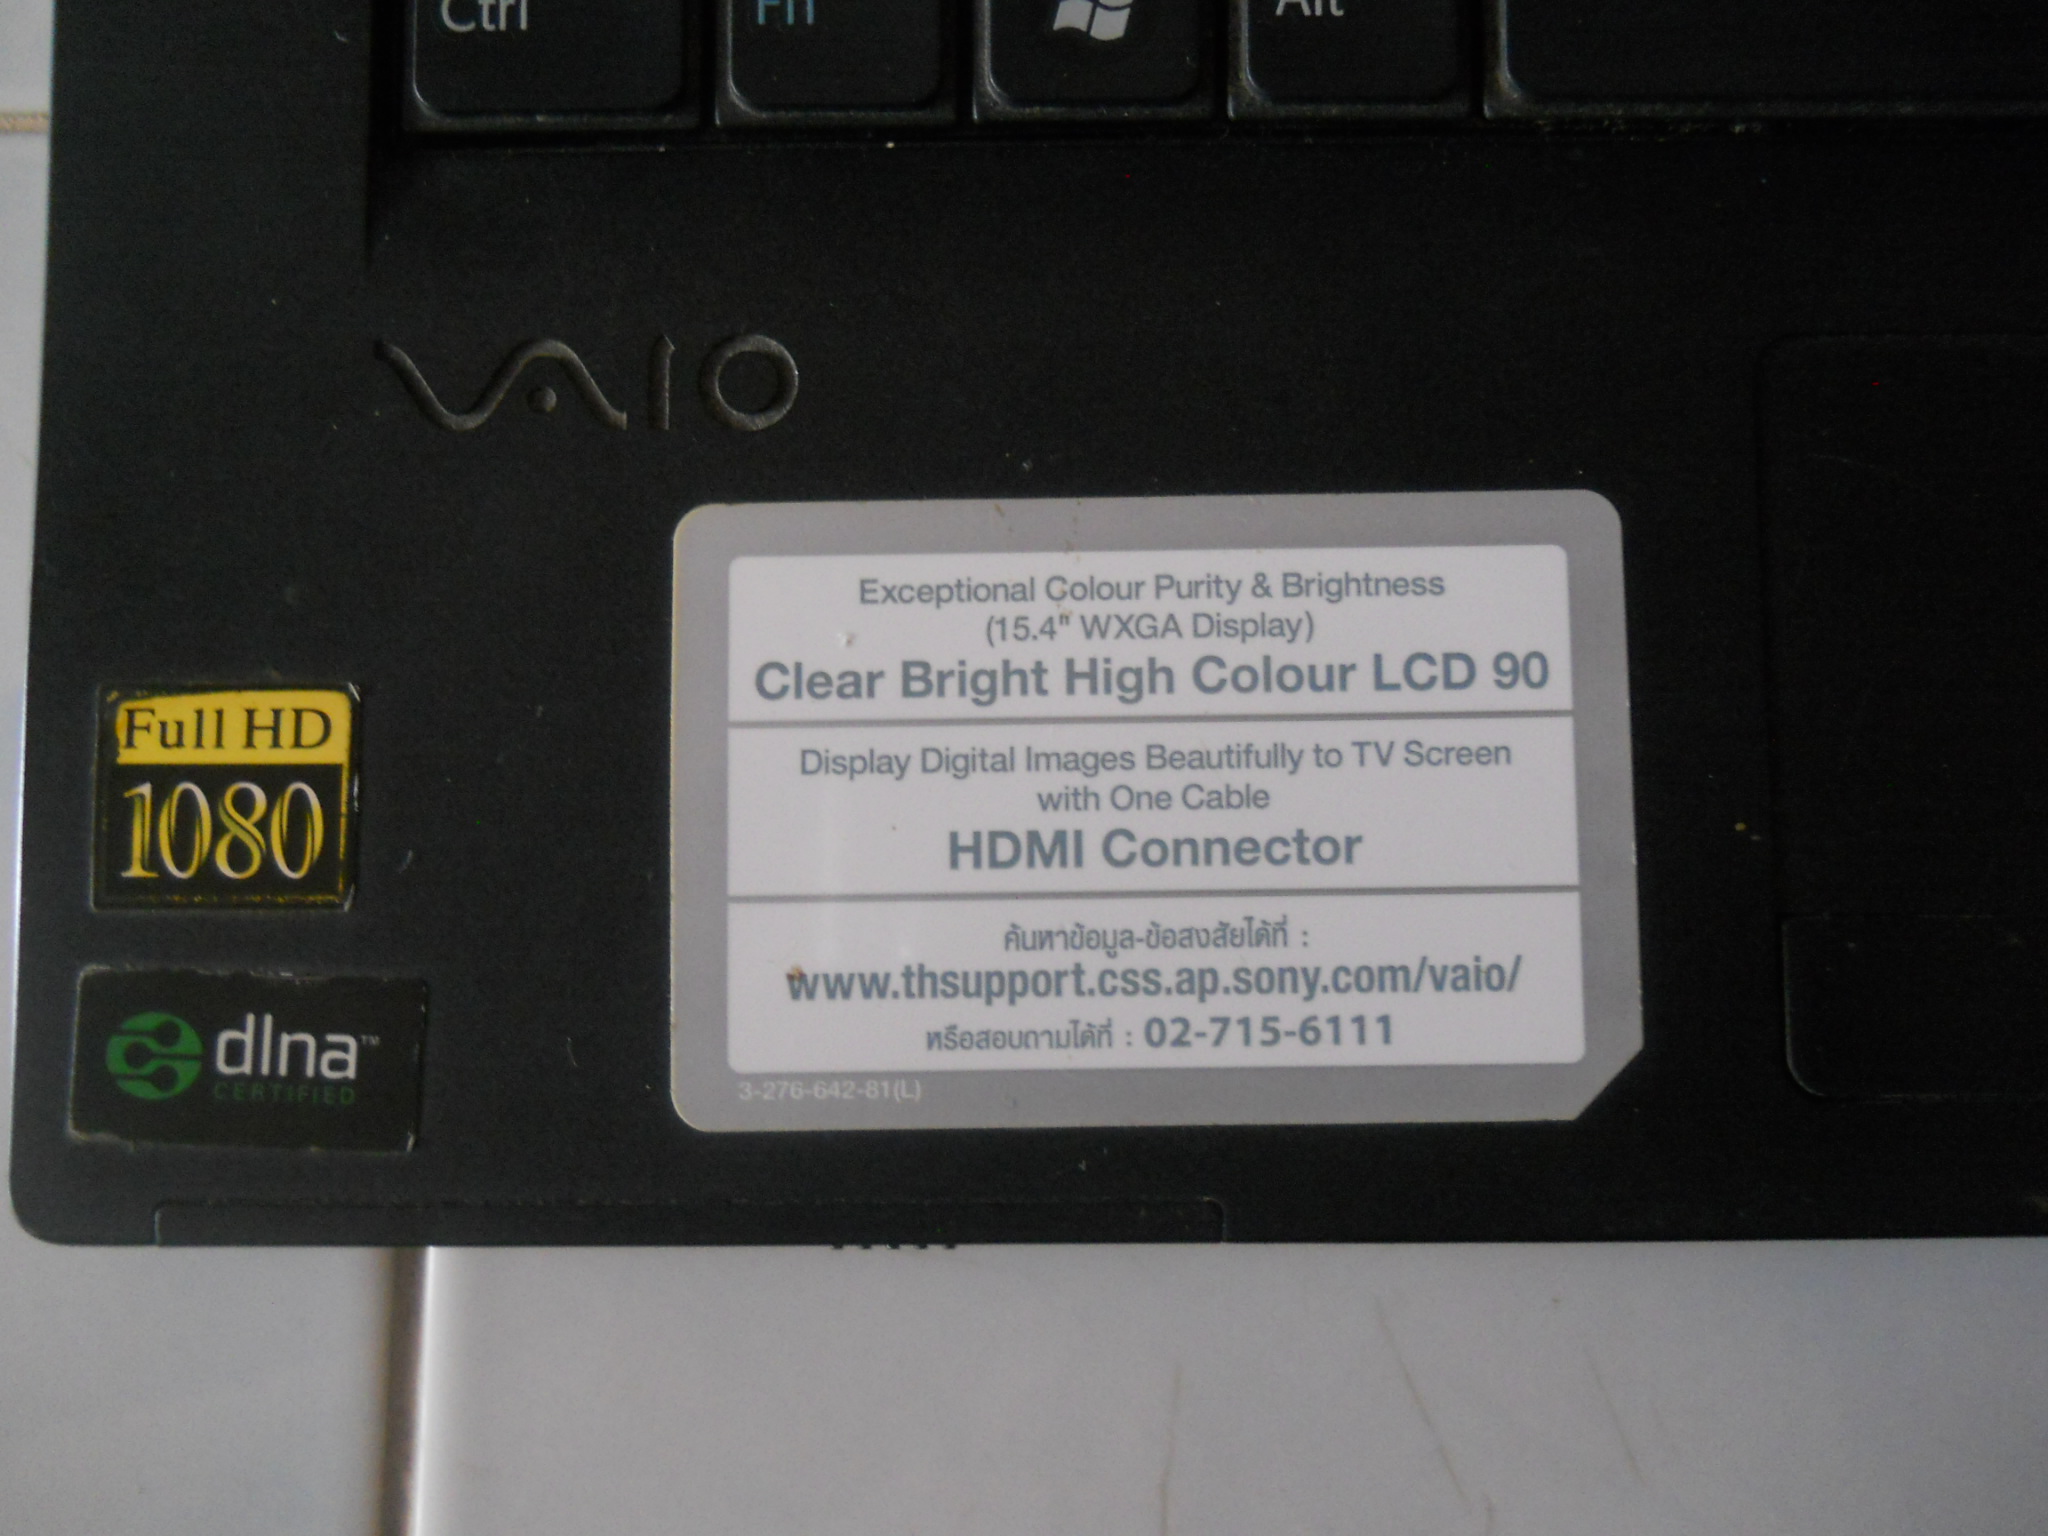 Ctrl
Fn
Alt
VAIO
Exceptional Colour Purity & Brightness
(15.4" WXGA Display)
Clear Bright High Colour LCD 90
Display Digital Images Beautifully to TV Screen
with One Cable
HDMI Connector
ค้นหาข้อมูล-ข้อสงสัยได้ที่ :
www.thsupport.css.ap.sony.com/vaio/
หรือสอบถามได้ที่ : 02-715-6111
3-276-642-81(L)
Full HD
1080
dlna™
CERTIFIED